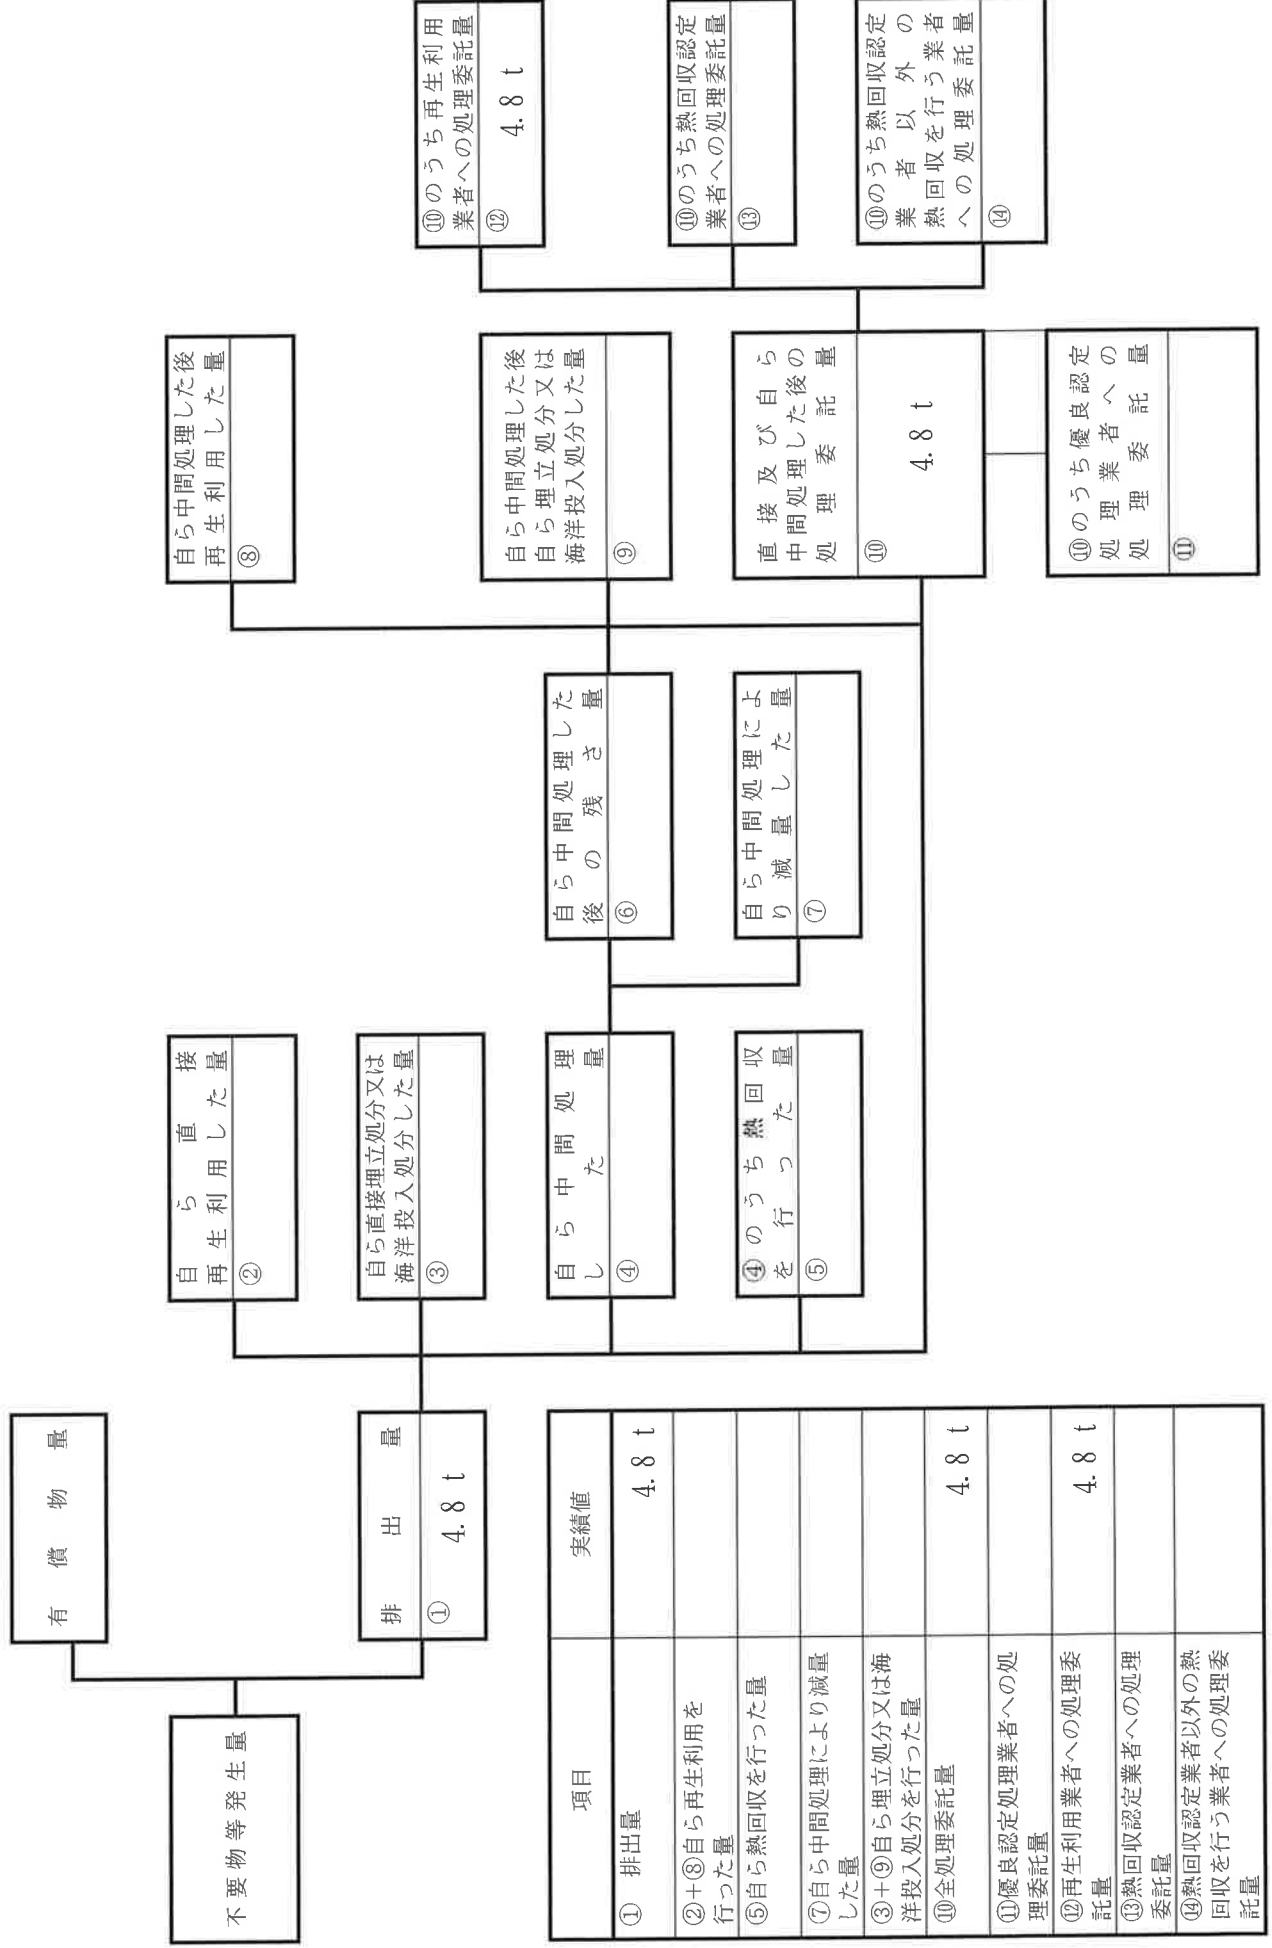 不要物等発生量
有償物量
排出量
① 4.8 t
自ら直接
再生利用した量
②
自ら直接埋立処分又は
海洋投入処分した量
③
自ら中間処理
した量
④
④のうち熱回収
を行った量
⑤
自ら中間処理した
後の残さ量
⑥
自ら中間処理によ
り減量した量
⑦
自ら中間処理した後
再生利用した量
⑧
自ら中間処理した後
自ら埋立処分又は
海洋投入処分した量
⑨
直接及び自ら
中間処理した後の
処理委託量
⑩ 4.8 t
⑩のうち優良認定
処理業者への
処理委託量
⑪
⑩のうち再生利用
業者への処理委託量
⑫ 4.8 t
⑩のうち熱回収認定
業者への処理委託量
⑬
⑩のうち熱回収認定
業者以外の
熱回収を行う業者
への処理委託量
⑭
項目 実績値
① 排出量 4.8 t
②+⑧自ら再生利用を
行った量
⑤自ら熱回収を行った量
⑦自ら中間処理により減量
した量
③+⑨自ら埋立処分又は海
洋投入処分を行った量
⑩全処理委託量 4.8 t
⑪優良認定処理業者への処
理委託量
⑫再生利用業者への処理委
託量 4.8 t
⑬熱回収認定業者への処理
委託量
⑭熱回収認定業者以外の熱
回収を行う業者への処理委
託量